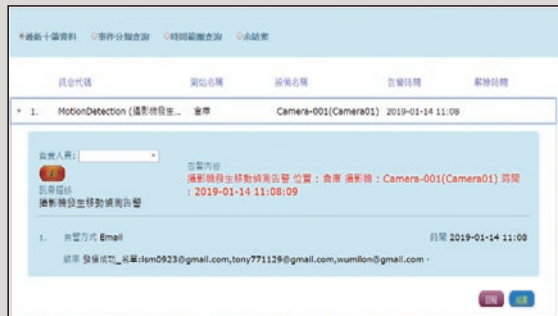 最新十筆資料 事件分類查詢 時間範圍查詢 未結案
訊息代碼 廠站名稱 設備名稱 告警時間 解除時間
1. MotionDetection (攝影機發生... 倉庫 Camera-001(Camera01) 2019-01-14 11:08
負責人員:
告警內容
攝影機發生移動偵測告警 位置 : 倉庫 攝影機 : Camera-001(Camera01) 時間
: 2019-01-14 11:08:09
訊息描述
攝影機發生移動偵測告警
1. 告警方式 Email 時間 2019-01-14 11:08
結果 發信成功_名單:lsm0923@gmail.com,tony771129@gmail.com,wumilon@gmail.com -